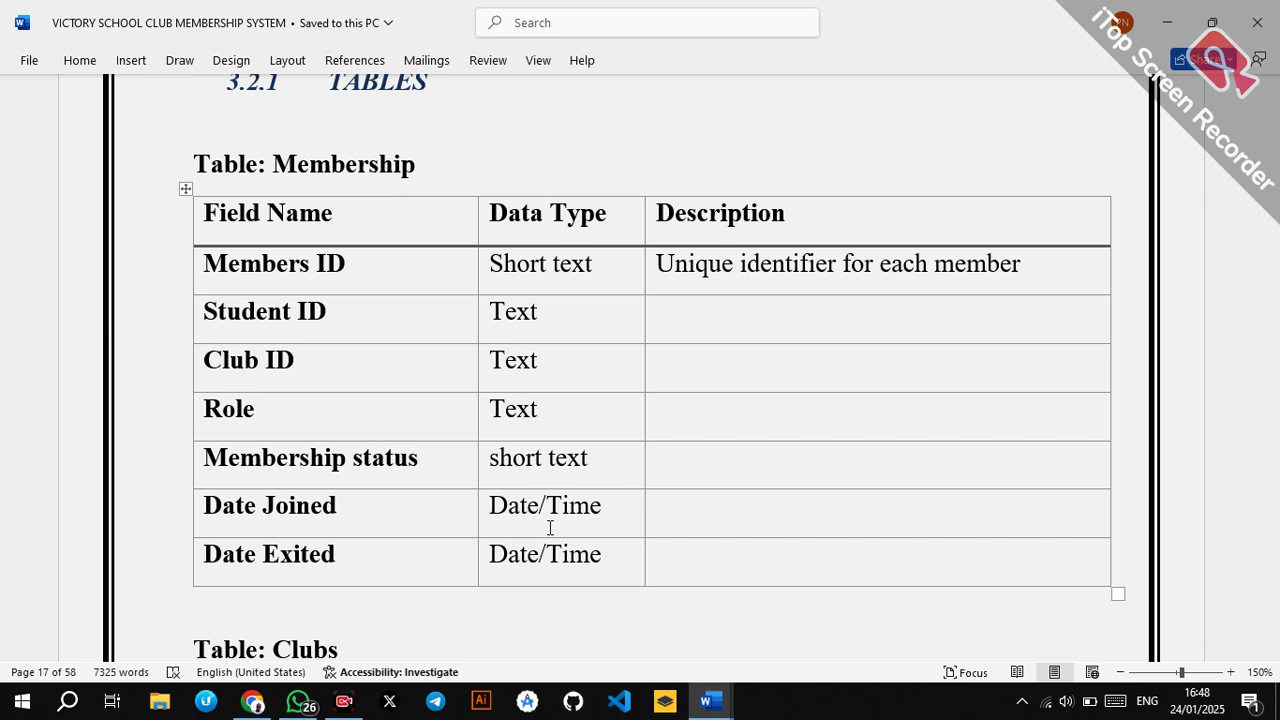 VICTORY SCHOOL CLUB MEMBERSHIP SYSTEM • Saved to this PC
Search
PN
iTop Screen Recorder
File Home Insert Draw Design Layout References Mailings Review View Help
Share
3.2.1 TABLES
Table: Membership
Field Name Data Type Description
Members ID Short text Unique identifier for each member
Student ID Text
Club ID Text
Role Text
Membership status short text
Date Joined Date/Time
Date Exited Date/Time
Table: Clubs
Page 17 of 58 7325 words English (United States) Accessibility: Investigate Focus 150%
26
Ai
ENG
16:48
24/01/2025
1